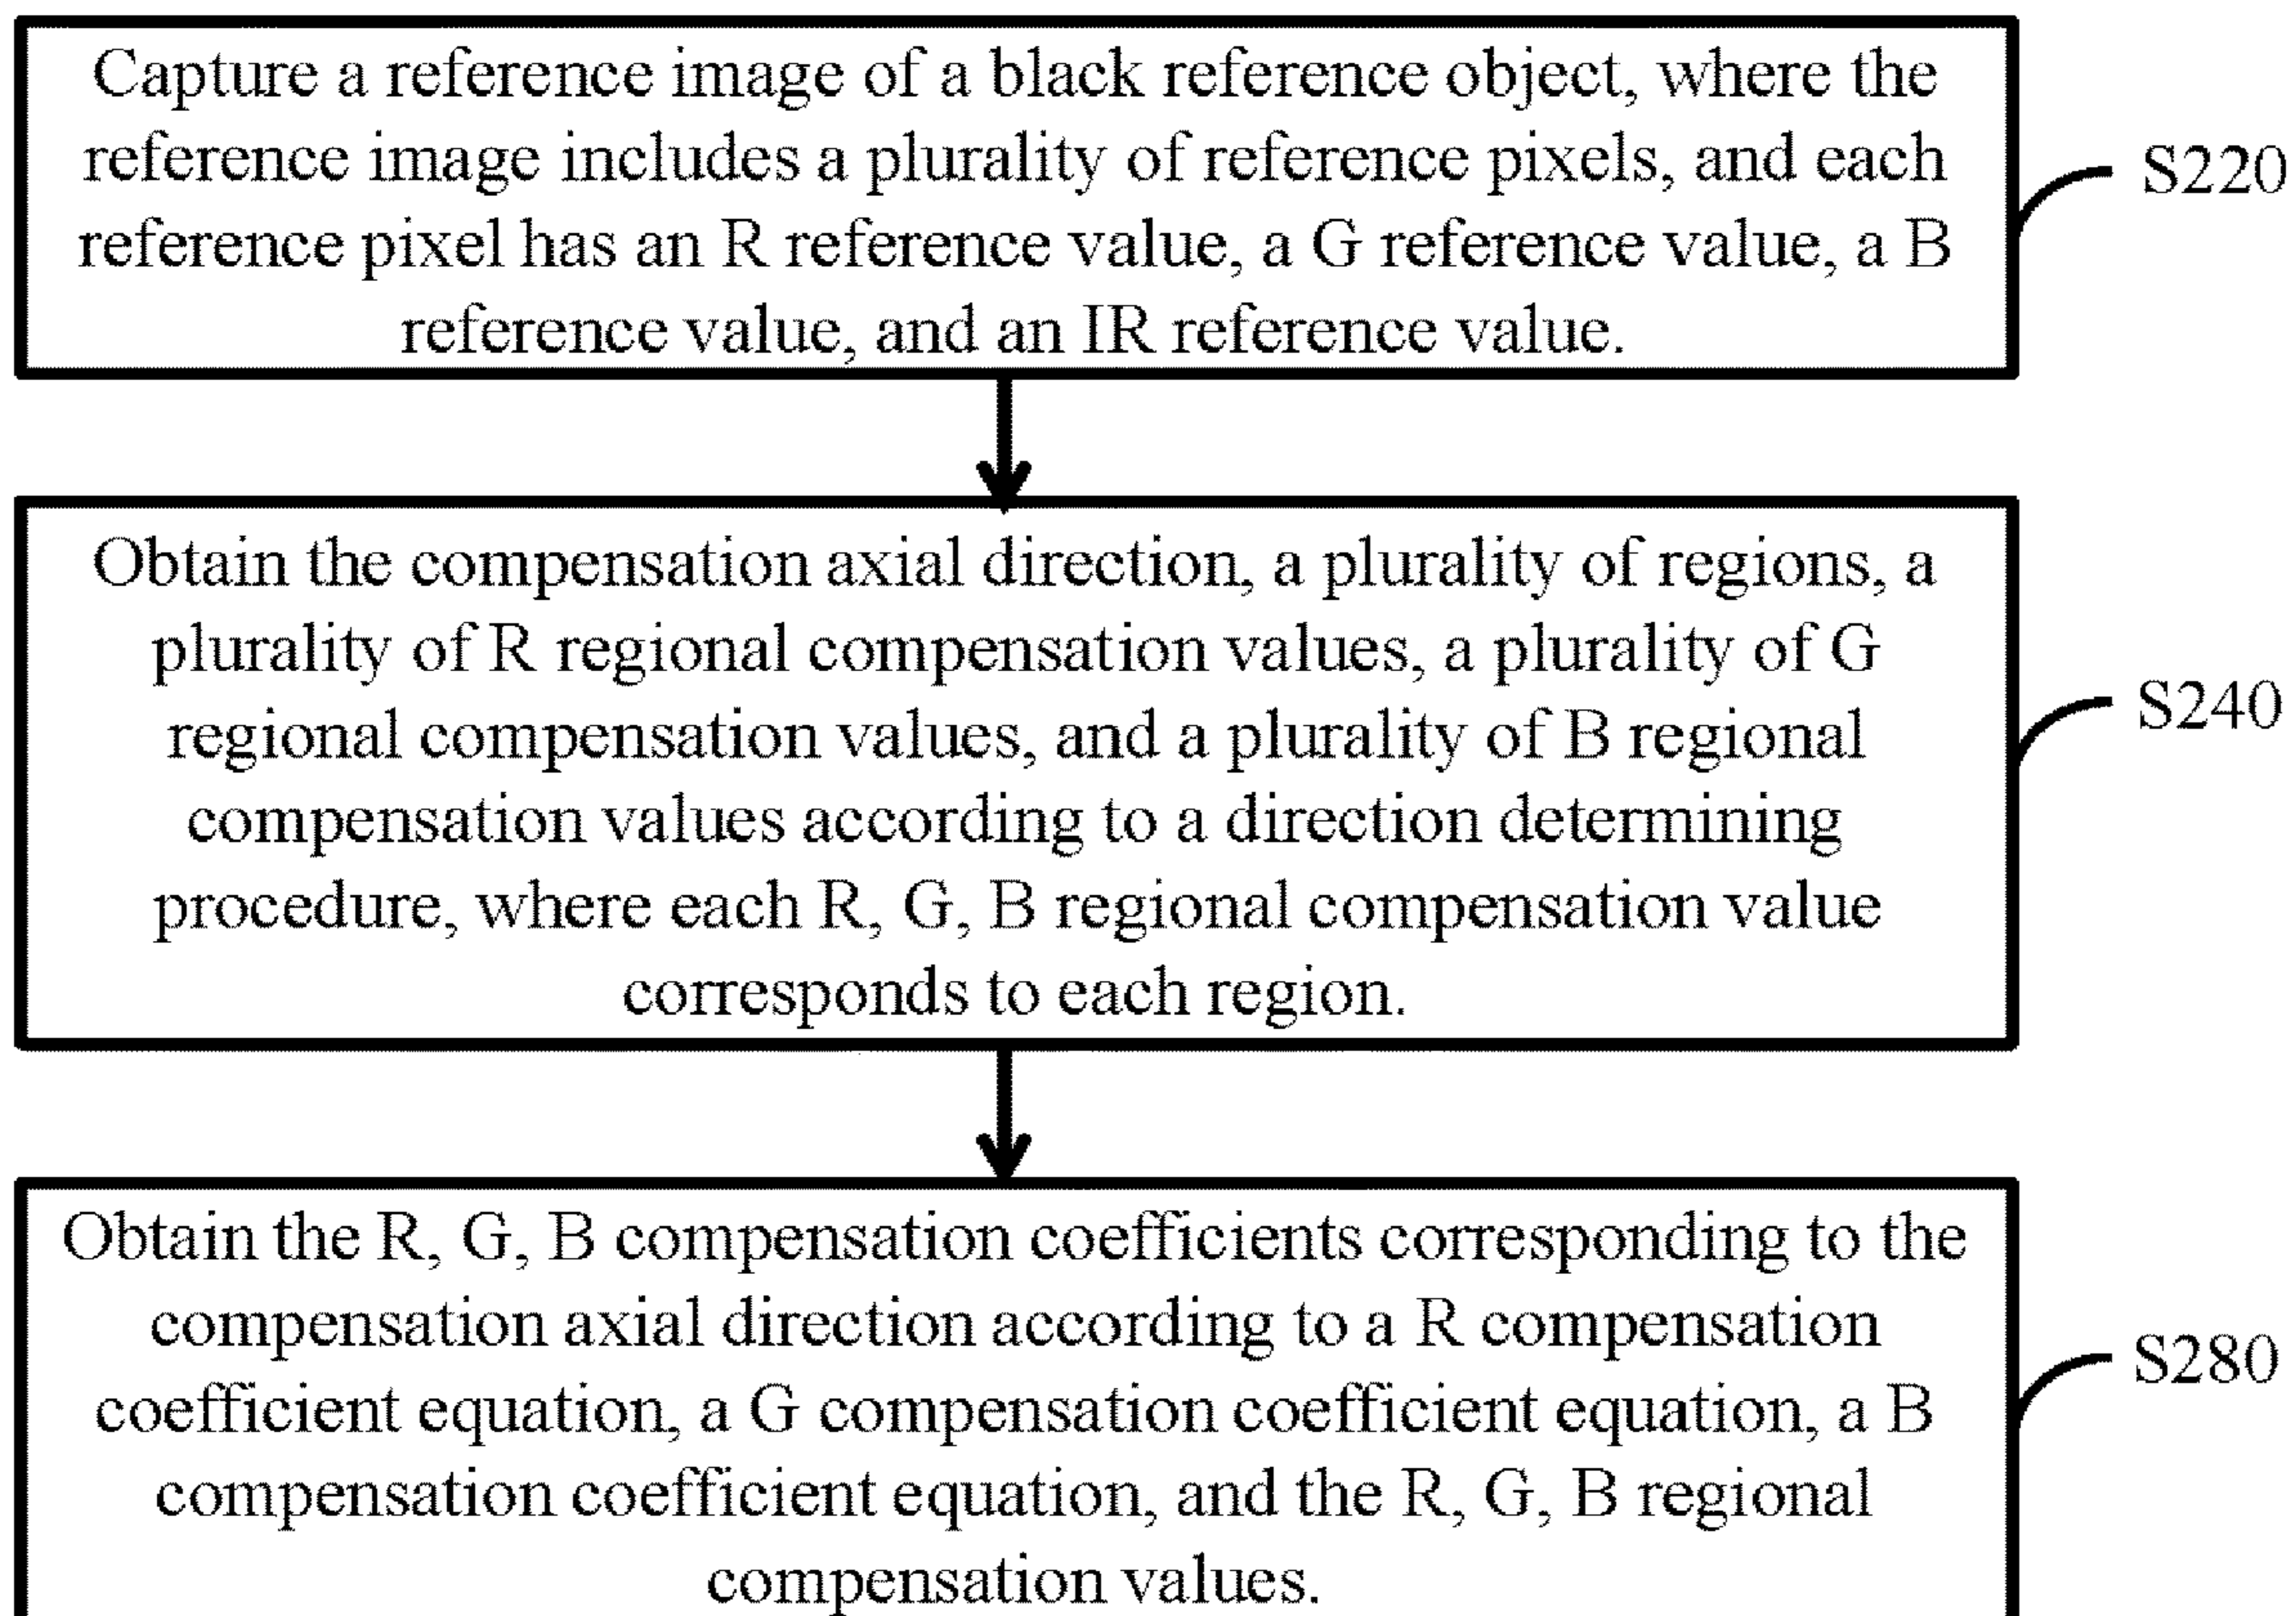 Capture a reference image of a black reference object, where the
reference image includes a plurality of reference pixels, and each
reference pixel has an R reference value, a G reference value, a B
reference value, and an IR reference value.
S220
Obtain the compensation axial direction, a plurality of regions, a
plurality of R regional compensation values, a plurality of G
regional compensation values, and a plurality of B regional
compensation values according to a direction determining
procedure, where each R, G, B regional compensation value
corresponds to each region.
S240
Obtain the R, G, B compensation coefficients corresponding to the
compensation axial direction according to a R compensation
coefficient equation, a G compensation coefficient equation, a B
compensation coefficient equation, and the R, G, B regional
compensation values.
S280